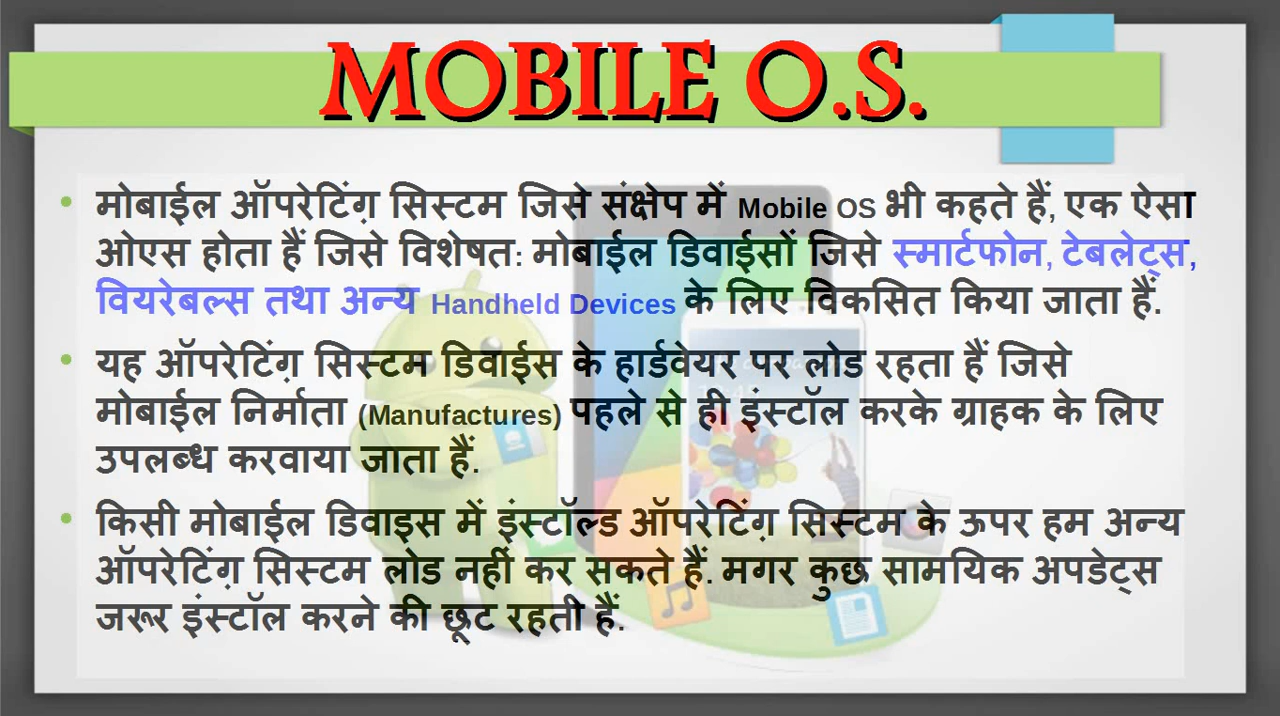 MOBILE O.S.
• मोबाईल ऑपरेटिंग़ सिस्टम जिसे संक्षेप में Mobile OS भी कहते हैं, एक ऐसा
ओएस होता हैं जिसे विशेषत: मोबाईल डिवाईसों जिसे स्मार्टफोन, टेबलेट्स,
वियरेबल्स तथा अन्य Handheld Devices के लिए विकसित किया जाता हैं.
• यह ऑपरेटिंग़ सिस्टम डिवाईस के हार्डवेयर पर लोड रहता हैं जिसे
मोबाईल निर्माता (Manufactures) पहले से ही इंस्टॉल करके ग्राहक के लिए
उपलब्ध करवाया जाता हैं.
• किसी मोबाईल डिवाइस में इंस्टॉल्ड ऑपरेटिंग़ सिस्टम के ऊपर हम अन्य
ऑपरेटिंग़ सिस्टम लोड नहीं कर सकते हैं. मगर कुछ सामयिक अपडेट्स
जरूर इंस्टॉल करने की छूट रहती हैं.